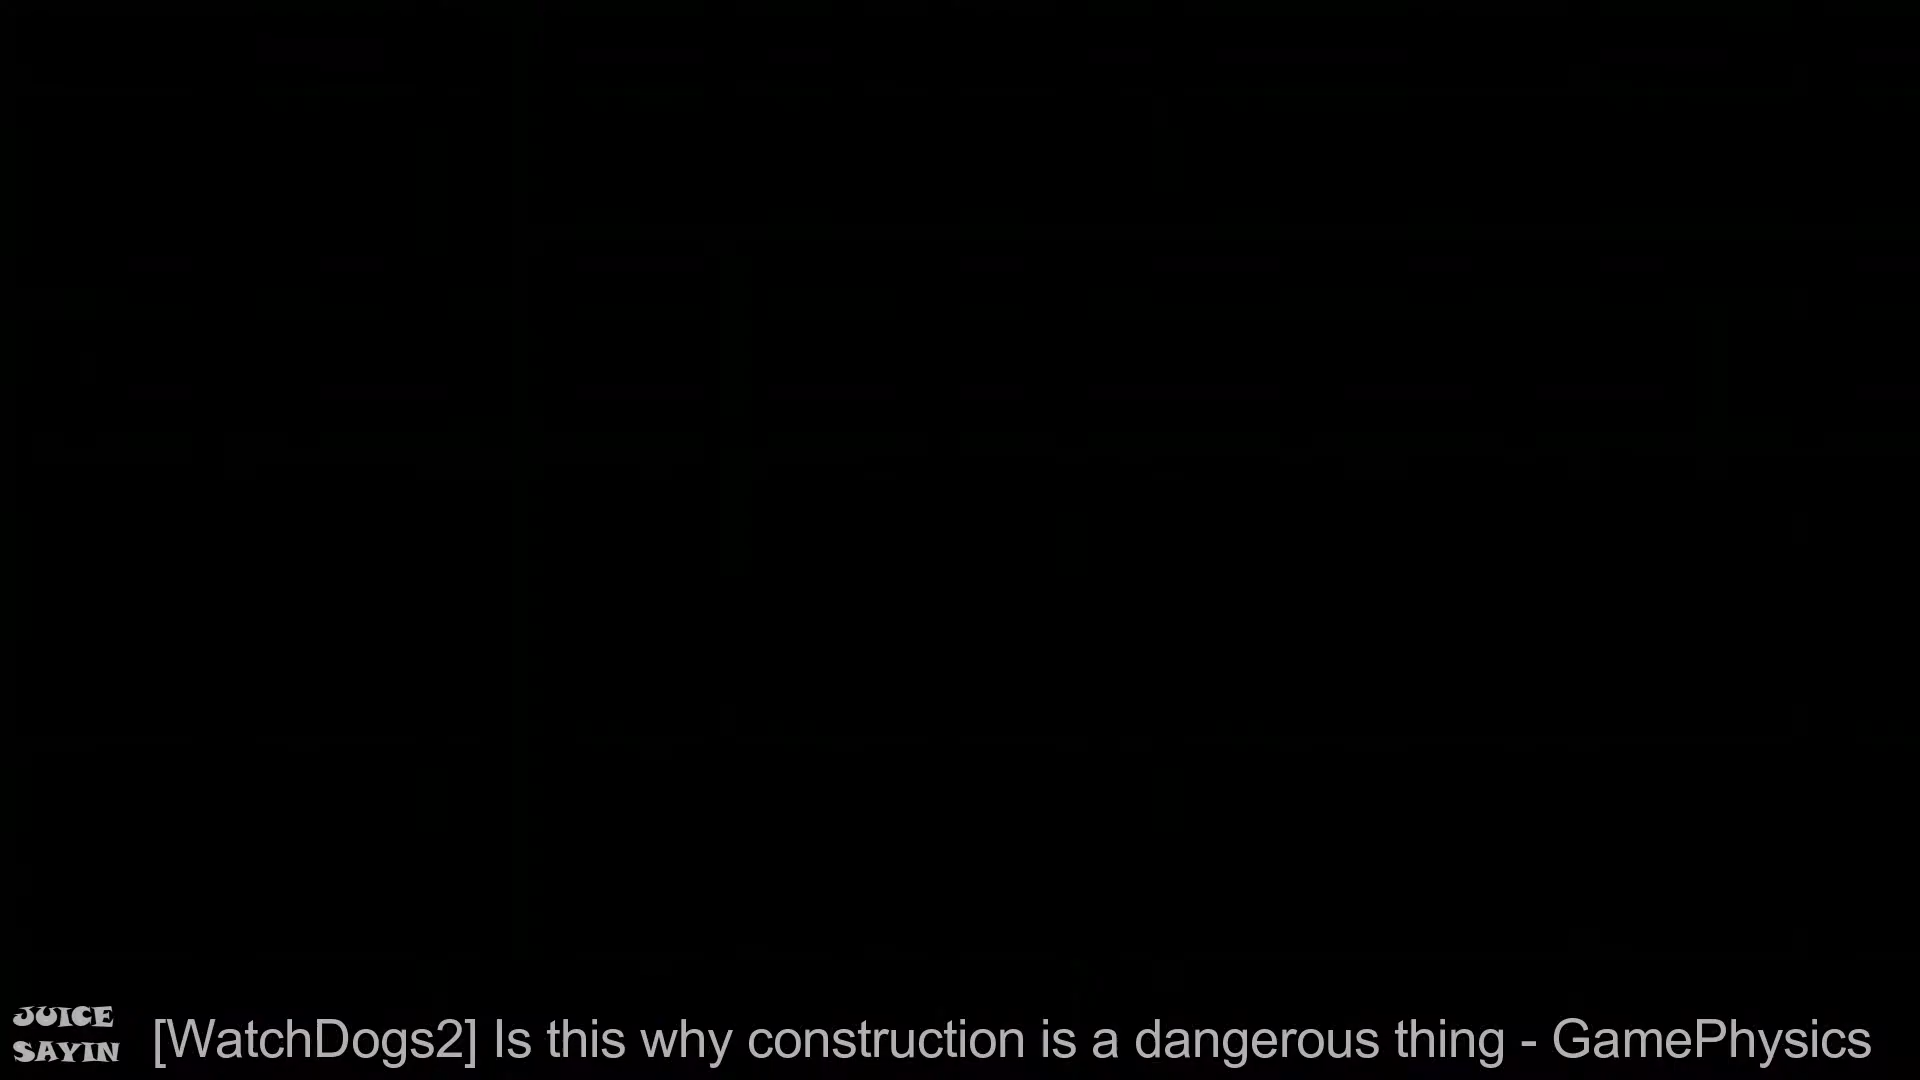 JUICE
SAYIN
[WatchDogs2] Is this why construction is a dangerous thing - GamePhysics